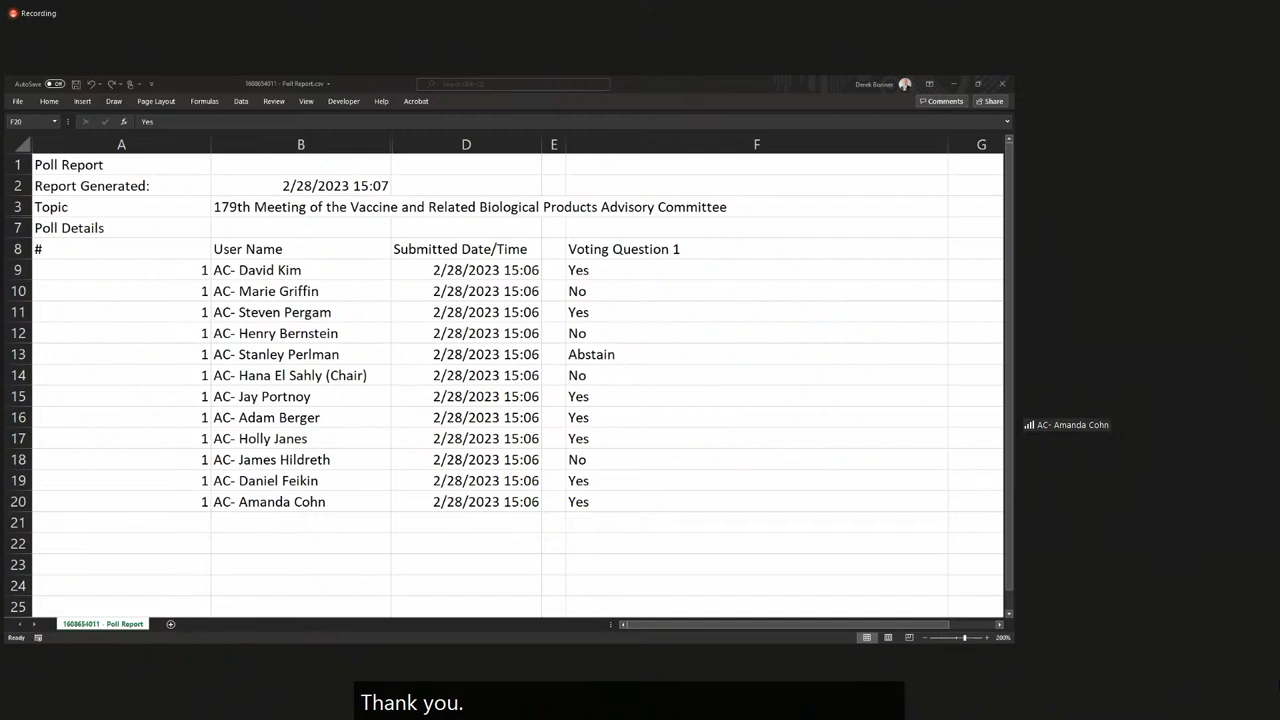 Recording
AutoSave Off 1608654011 - Poll Report.csv Search (Alt+Q) Derek Bonner
File Home Insert Draw Page Layout Formulas Data Review View Developer Help Acrobat Comments Share
F20 fx Yes
A B D E F G
1 Poll Report
2 Report Generated: 2/28/2023 15:07
3 Topic 179th Meeting of the Vaccine and Related Biological Products Advisory Committee
7 Poll Details
8 # User Name Submitted Date/Time Voting Question 1
9 1 AC- David Kim 2/28/2023 15:06 Yes
10 1 AC- Marie Griffin 2/28/2023 15:06 No
11 1 AC- Steven Pergam 2/28/2023 15:06 Yes
12 1 AC- Henry Bernstein 2/28/2023 15:06 No
13 1 AC- Stanley Perlman 2/28/2023 15:06 Abstain
14 1 AC- Hana El Sahly (Chair) 2/28/2023 15:06 No
15 1 AC- Jay Portnoy 2/28/2023 15:06 Yes
16 1 AC- Adam Berger 2/28/2023 15:06 Yes
17 1 AC- Holly Janes 2/28/2023 15:06 Yes
18 1 AC- James Hildreth 2/28/2023 15:06 No
19 1 AC- Daniel Feikin 2/28/2023 15:06 Yes
20 1 AC- Amanda Cohn 2/28/2023 15:06 Yes
21
22
23
24
25
AC- Amanda Cohn
1608654011 - Poll Report
Ready 200%
Thank you.